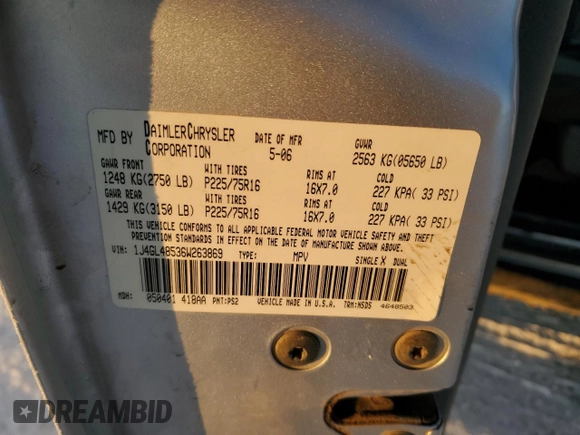 MFD BY DAIMLERCHRYSLER CORPORATION DATE OF MFR 5-06 GVWR 2563 KG(05650 LB)
GAWR FRONT WITH TIRES RIMS AT COLD
1248 KG(2750 LB) P225/75R16 16X7.0 227 KPA( 33 PSI)
GAWR REAR WITH TIRES RIMS AT COLD
1429 KG(3150 LB) P225/75R16 16X7.0 227 KPA( 33 PSI)
THIS VEHICLE CONFORMS TO ALL APPLICABLE FEDERAL MOTOR VEHICLE SAFETY AND THEFT
PREVENTION STANDARDS IN EFFECT ON THE DATE OF MANUFACTURE SHOWN ABOVE.
VIN: 1J4GL48536W263869 TYPE: MPV SINGLE X DUAL
MDH: 050401 418AA PNT:PS2 VEHICLE MADE IN U.S.A. TRM:N5D5 4648503
DREAMBID